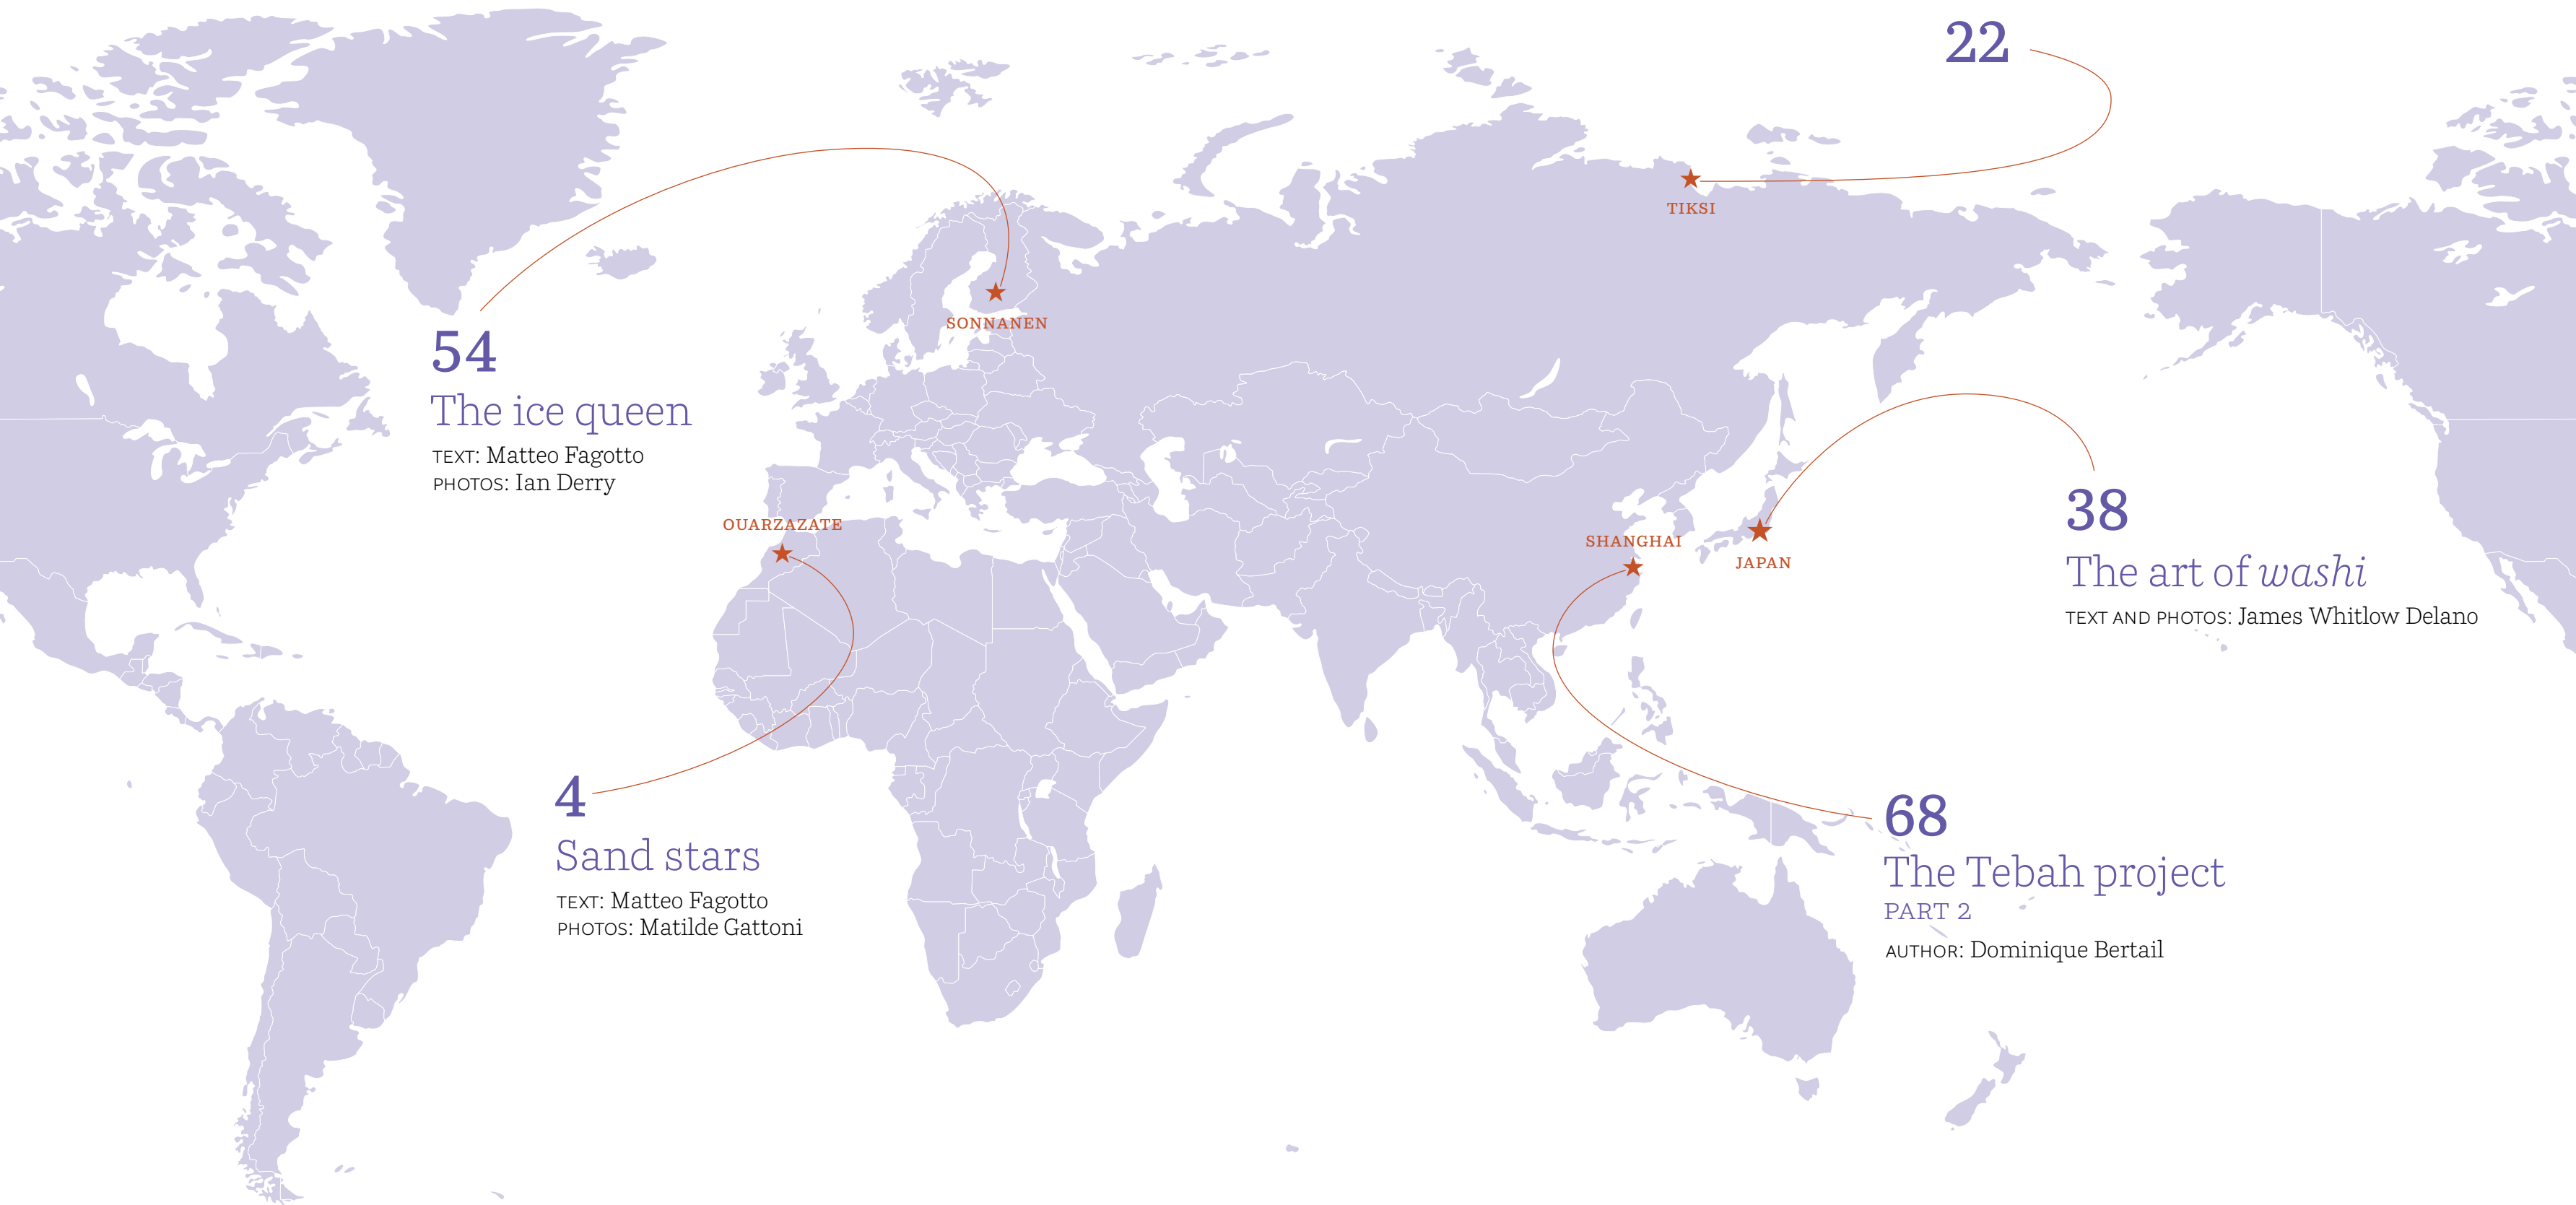 22
TIKSI
54
The ice queen
TEXT: Matteo Fagotto
PHOTOS: Ian Derry
SONNANEN
OUARZAZATE
4
Sand stars
TEXT: Matteo Fagotto
PHOTOS: Matilde Gattoni
SHANGHAI
JAPAN
38
The art of washi
TEXT AND PHOTOS: James Whitlow Delano
68
The Tebah project
PART 2
AUTHOR: Dominique Bertail